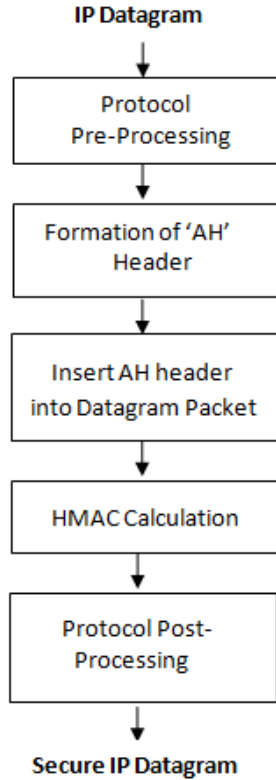 IP Datagram
Protocol
Pre-Processing
Formation of ‘AH’
Header
Insert AH header
into Datagram Packet
HMAC Calculation
Protocol Post-
Processing
Secure IP Datagram